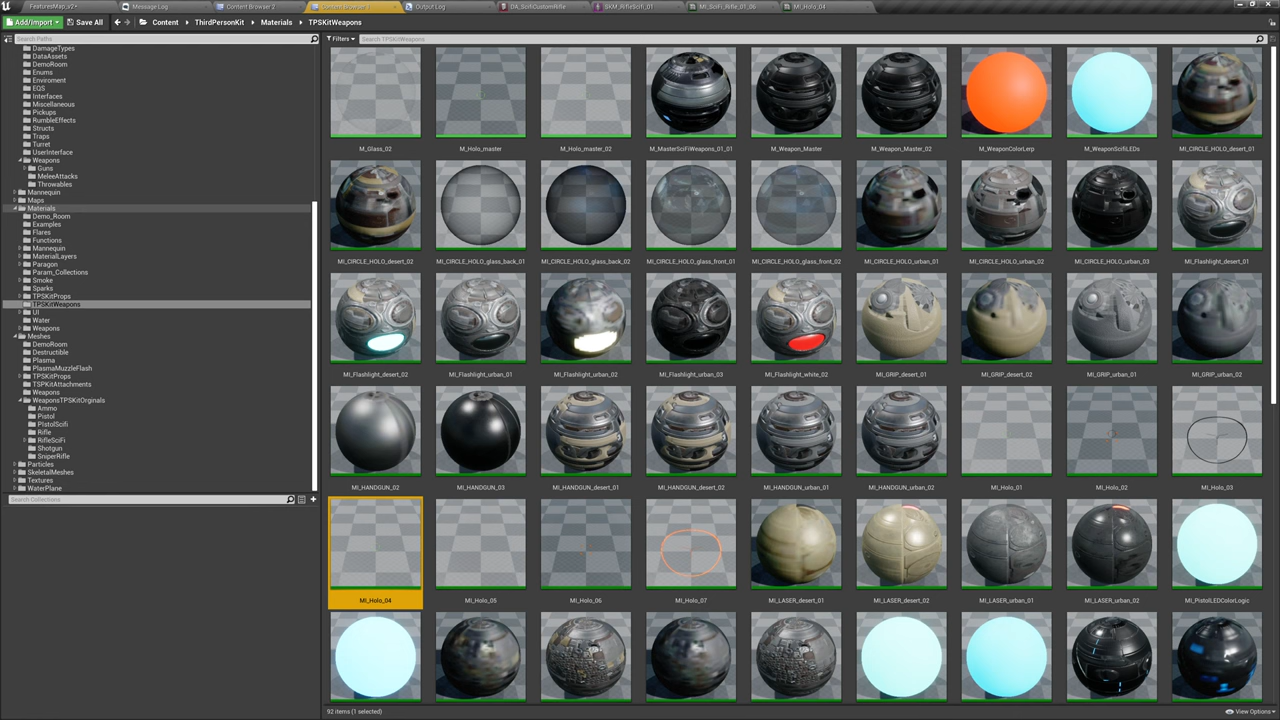 FeaturesMap_v2•
Message Log
Content Browser 2
Content Browser 1
Output Log
DA_ScifiCustomRifle
SKM_RifleScifi_01
MI_SciFi_Rifle_01_06
MI_Holo_04
Add/Import
Save All
Content
ThirdPersonKit
Materials
TPSKitWeapons
Search Paths
Filters
Search TPSKitWeapons
DamageTypes
DataAssets
DemoRoom
Enums
Enviroment
EQS
Interfaces
Miscellaneous
Pickups
RumbleEffects
Structs
Traps
Turret
UserInterface
Weapons
Guns
MeleeAttacks
Throwables
Mannequin
Maps
Materials
Demo_Room
Examples
Flares
Functions
Mannequin
MaterialLayers
Paragon
Param_Collections
Smoke
Sparks
TPSKitProps
TPSKitWeapons
UI
Water
Weapons
Meshes
DemoRoom
Destructible
Plasma
PlasmaMuzzleFlash
TPSKitProps
TSPKitAttachments
Weapons
WeaponsTPSKitOrginals
Ammo
Pistol
PIstolScifi
Rifle
RifleSciFi
Shotgun
SniperRifle
Particles
SkeletalMeshes
Textures
WaterPlane
Search Collections
M_Glass_02
M_Holo_master
M_Holo_master_02
M_MasterSciFiWeapons_01_01
M_Weapon_Master
M_Weapon_Master_02
M_WeaponColorLerp
M_WeaponScifiLEDs
MI_CIRCLE_HOLO_desert_01
MI_CIRCLE_HOLO_desert_02
MI_CIRCLE_HOLO_glass_back_01
MI_CIRCLE_HOLO_glass_back_02
MI_CIRCLE_HOLO_glass_front_01
MI_CIRCLE_HOLO_glass_front_02
MI_CIRCLE_HOLO_urban_01
MI_CIRCLE_HOLO_urban_02
MI_CIRCLE_HOLO_urban_03
MI_Flashlight_desert_01
MI_Flashlight_desert_02
MI_Flashlight_urban_01
MI_Flashlight_urban_02
MI_Flashlight_urban_03
MI_Flashlight_white_02
MI_GRIP_desert_01
MI_GRIP_desert_02
MI_GRIP_urban_01
MI_GRIP_urban_02
MI_HANDGUN_02
MI_HANDGUN_03
MI_HANDGUN_desert_01
MI_HANDGUN_desert_02
MI_HANDGUN_urban_01
MI_HANDGUN_urban_02
MI_Holo_01
MI_Holo_02
MI_Holo_03
MI_Holo_04
MI_Holo_05
MI_Holo_06
MI_Holo_07
MI_LASER_desert_01
MI_LASER_desert_02
MI_LASER_urban_01
MI_LASER_urban_02
MI_PistolLEDColorLogic
92 items (1 selected)
View Options